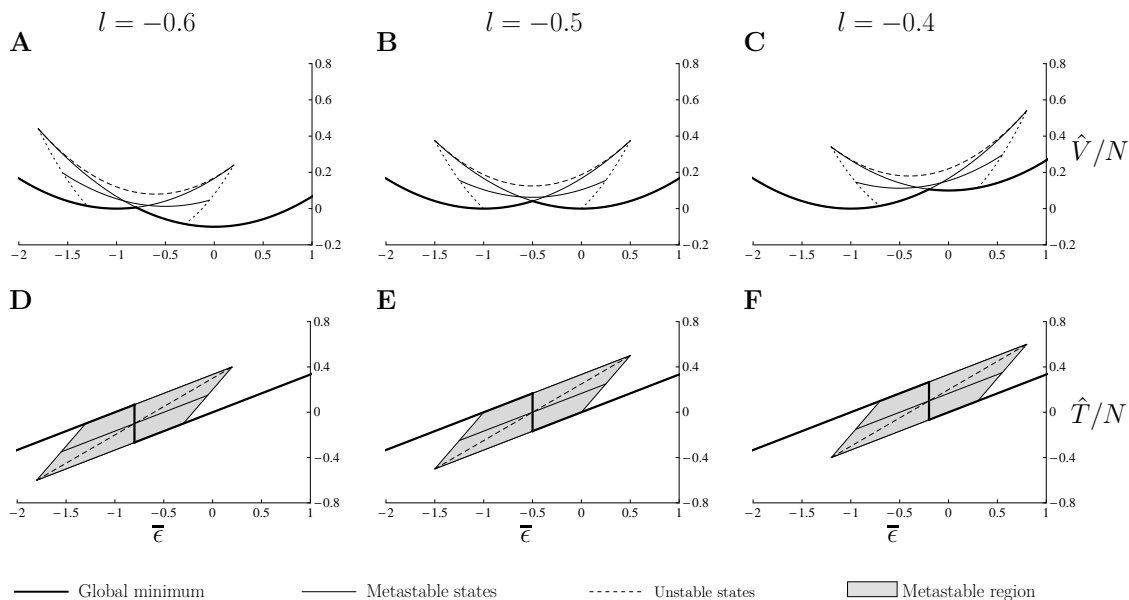 l = −0.6
l = −0.5
l = −0.4
A
B
C
0.8
0.6
0.4
0.2
0
−0.2
−2 −1.5 −1 −0.5 0 0.5 1
0.8
0.6
0.4
0.2
0
−0.2
−2 −1.5 −1 −0.5 0 0.5 1
0.8
0.6
0.4
0.2
0
−0.2
−2 −1.5 −1 −0.5 0 0.5 1
V̂/N
D
E
F
0.8
0.4
0
−0.4
−0.8
−2 −1.5 −1 −0.5 0 0.5 1
ϵ̅
0.8
0.4
0
−0.4
−0.8
−2 −1.5 −1 −0.5 0 0.5 1
ϵ̅
0.8
0.4
0
−0.4
−0.8
−2 −1.5 −1 −0.5 0 0.5 1
ϵ̅
T̂/N
Global minimum
Metastable states
Unstable states
Metastable region